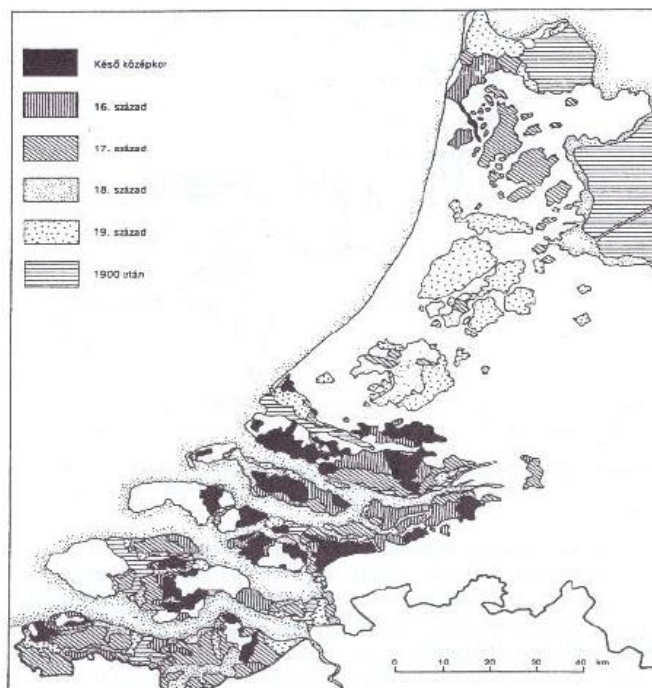 Késő középkor
16. század
17. század
18. század
19. század
1900 után
0 10 20 30 40 km